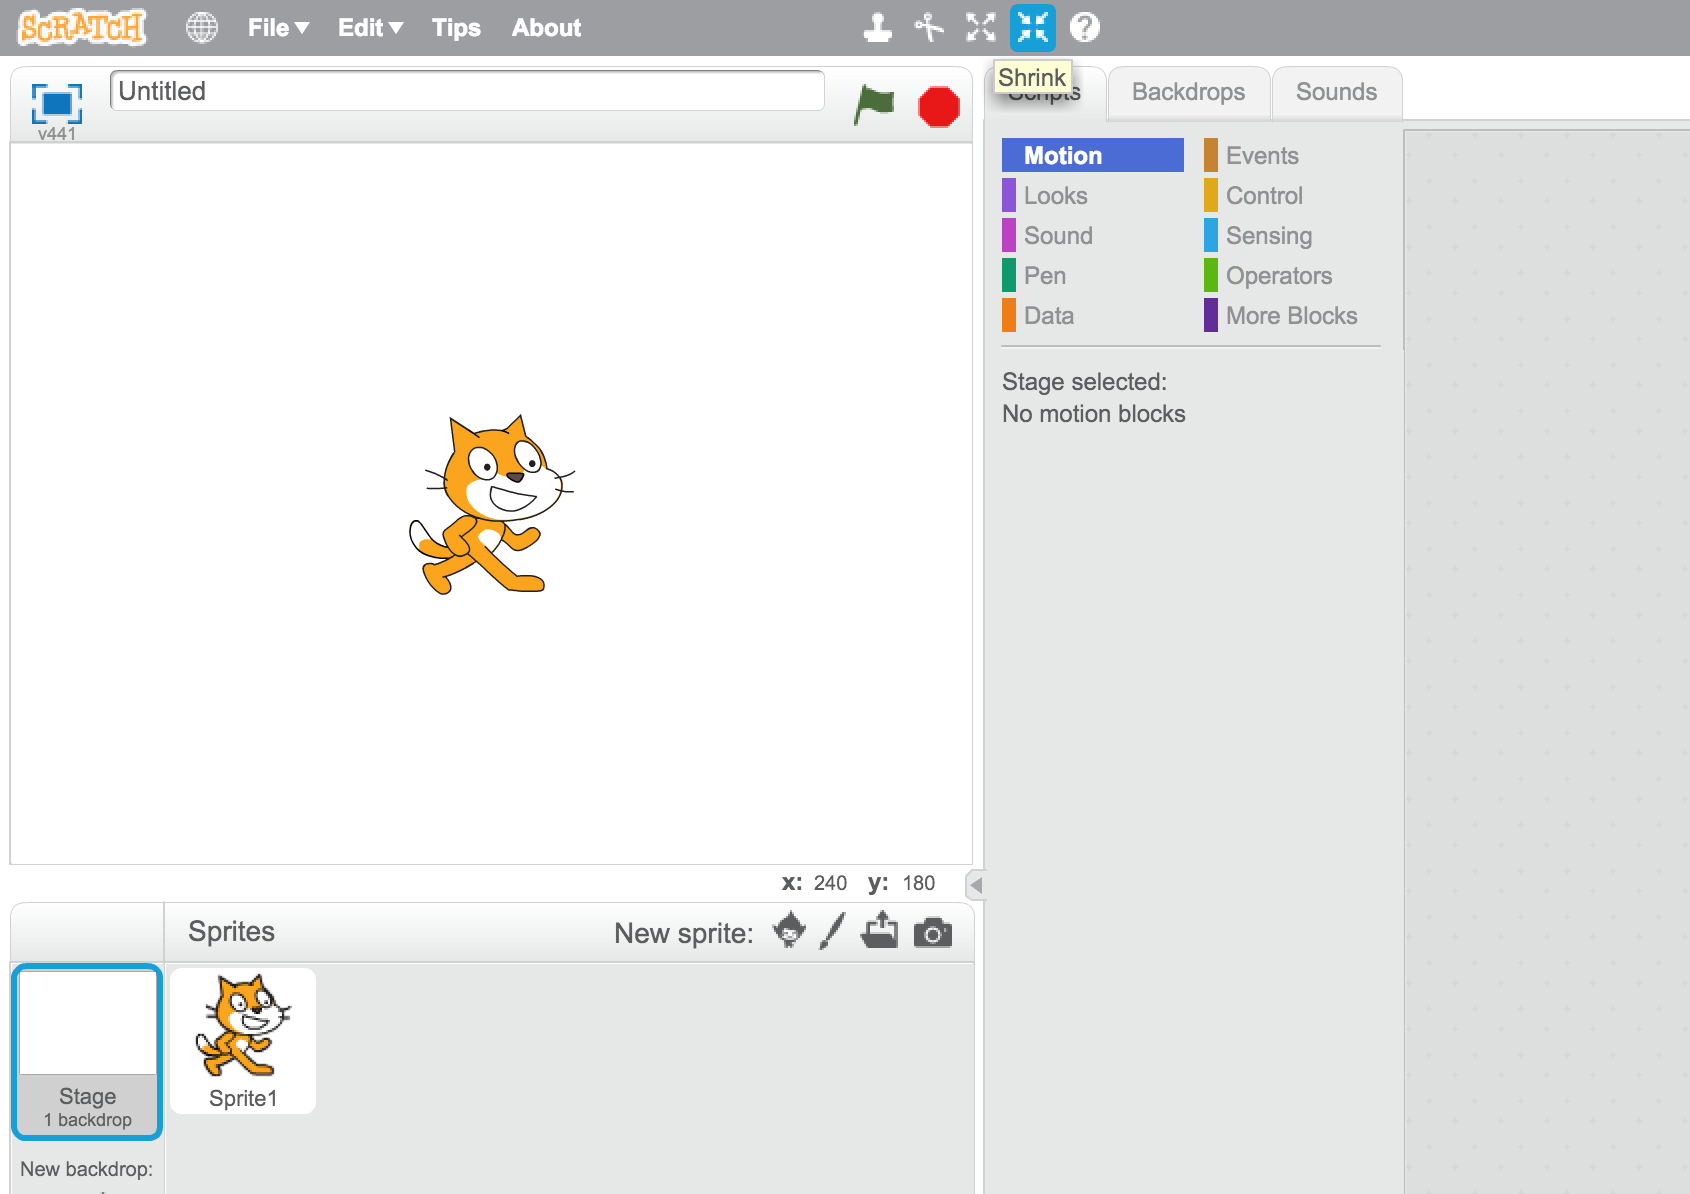 SCRATCH
File Edit Tips About
Shrink
v441
Untitled
Scripts Backdrops Sounds
Motion Events
Looks Control
Sound Sensing
Pen Operators
Data More Blocks
Stage selected:
No motion blocks
x: 240 y: 180
Sprites New sprite:
Stage
1 backdrop
Sprite1
New backdrop: